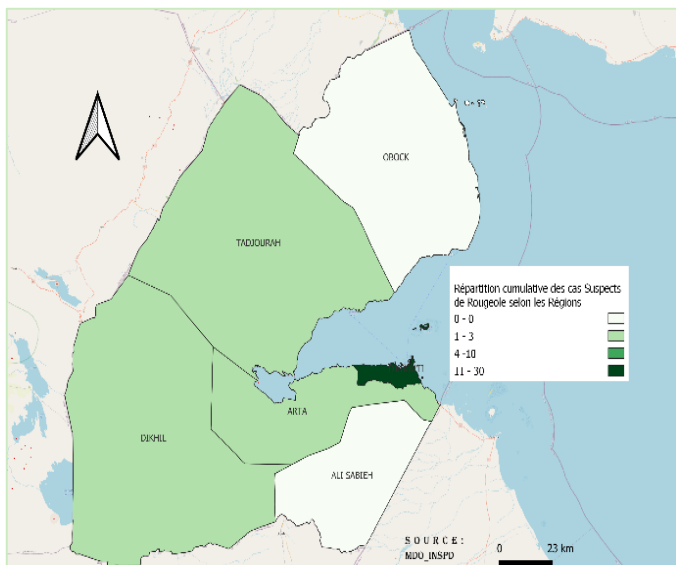 OBOCK
TADJOURAH
Répartition cumulative des cas Suspects
de Rougeole selon les Régions
0 - 0
1 - 3
4 -10
11 - 30
ARTA
DIKHIL
ALI SABIEH
SOURCE:
MDO_INSPD
0 23 km